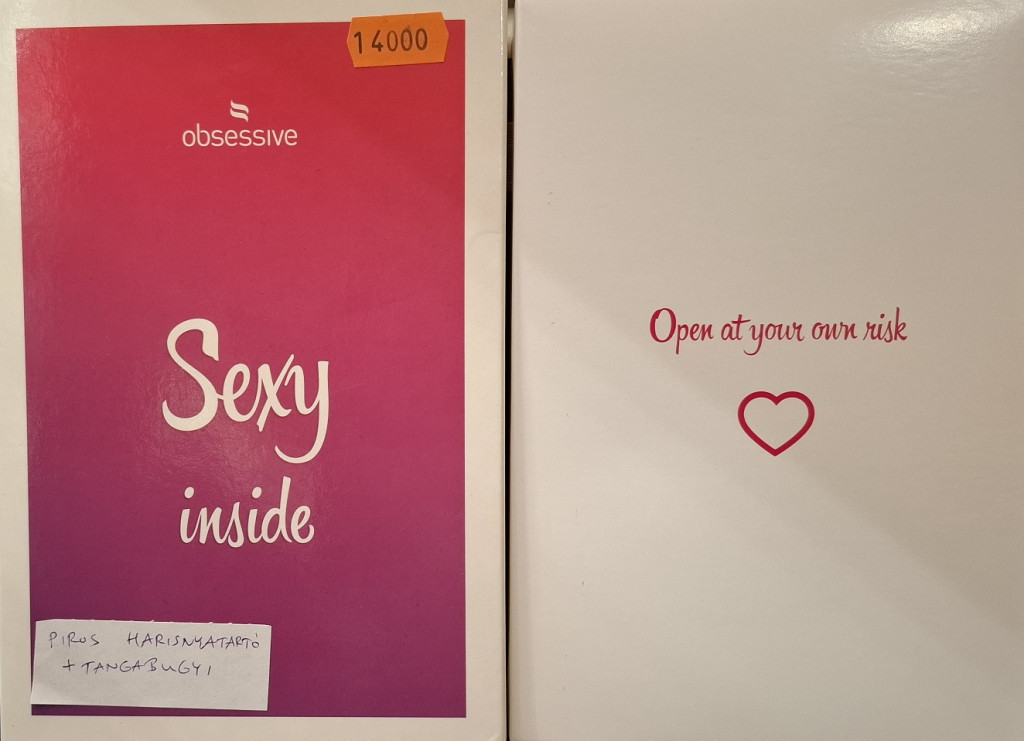 14000
obsessive
Sexy
inside
PIROS HARISNYATARTÓ
+TANGABUGYI
Open at your own risk